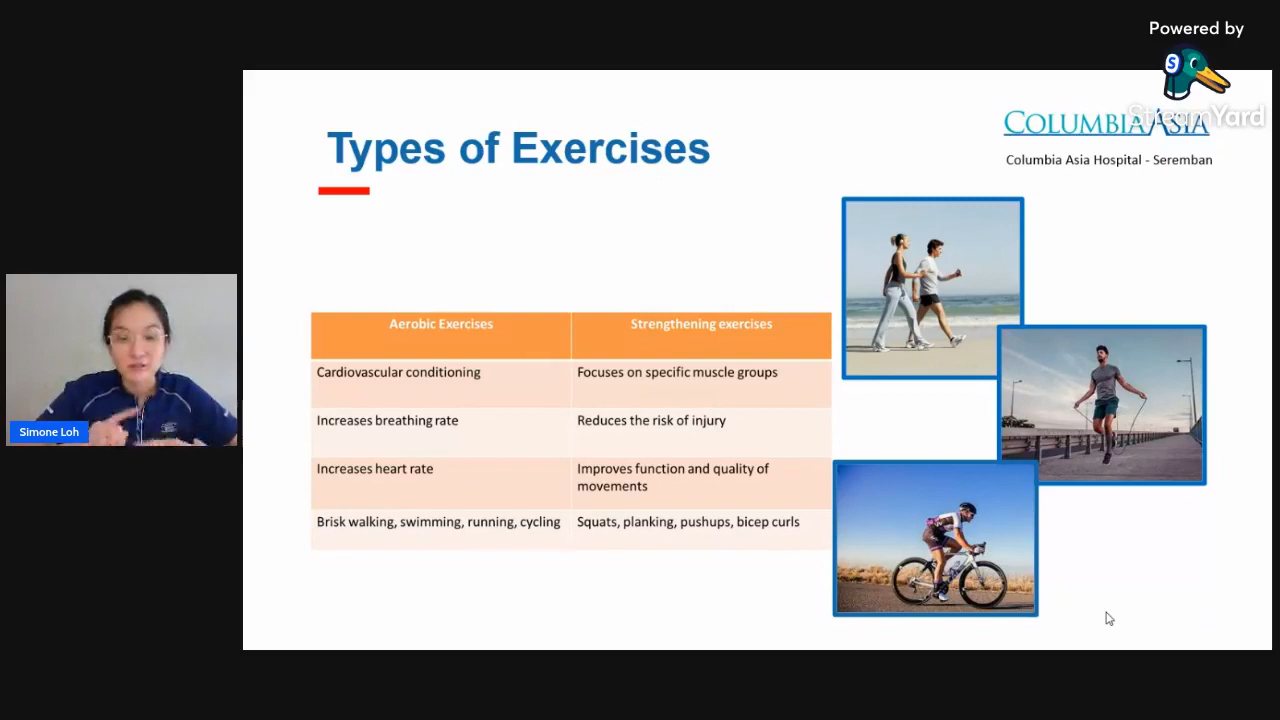 Powered by
StreamYard
S
Types of Exercises
COLUMBIA ASIA
Columbia Asia Hospital - Seremban
Aerobic Exercises
Strengthening exercises
Cardiovascular conditioning
Focuses on specific muscle groups
Increases breathing rate
Reduces the risk of injury
Increases heart rate
Improves function and quality of
movements
Brisk walking, swimming, running, cycling
Squats, planking, pushups, bicep curls
Simone Loh